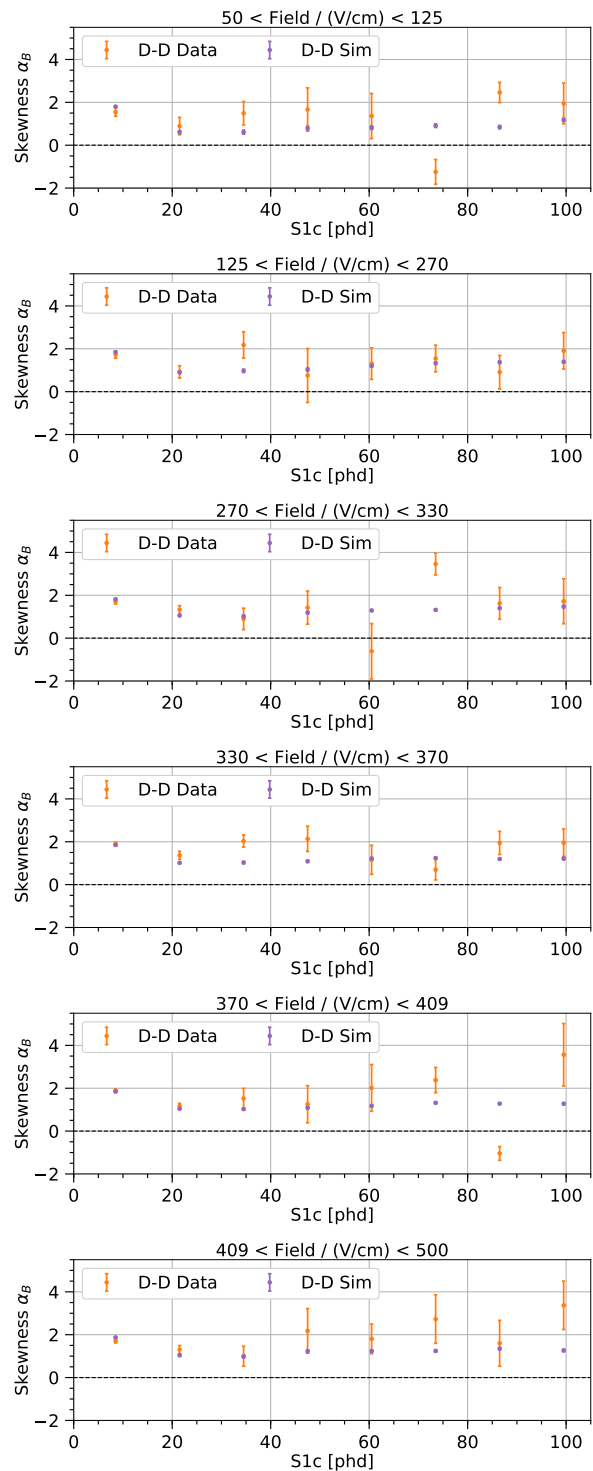 50 < Field / (V/cm) < 125
Skewness α_B
4
2
0
−2
D-D Data D-D Sim
0 20 40 60 80 100
S1c [phd]
125 < Field / (V/cm) < 270
Skewness α_B
4
2
0
−2
D-D Data D-D Sim
0 20 40 60 80 100
S1c [phd]
270 < Field / (V/cm) < 330
Skewness α_B
4
2
0
−2
D-D Data D-D Sim
0 20 40 60 80 100
S1c [phd]
330 < Field / (V/cm) < 370
Skewness α_B
4
2
0
−2
D-D Data D-D Sim
0 20 40 60 80 100
S1c [phd]
370 < Field / (V/cm) < 409
Skewness α_B
4
2
0
−2
D-D Data D-D Sim
0 20 40 60 80 100
S1c [phd]
409 < Field / (V/cm) < 500
Skewness α_B
4
2
0
−2
D-D Data D-D Sim
0 20 40 60 80 100
S1c [phd]